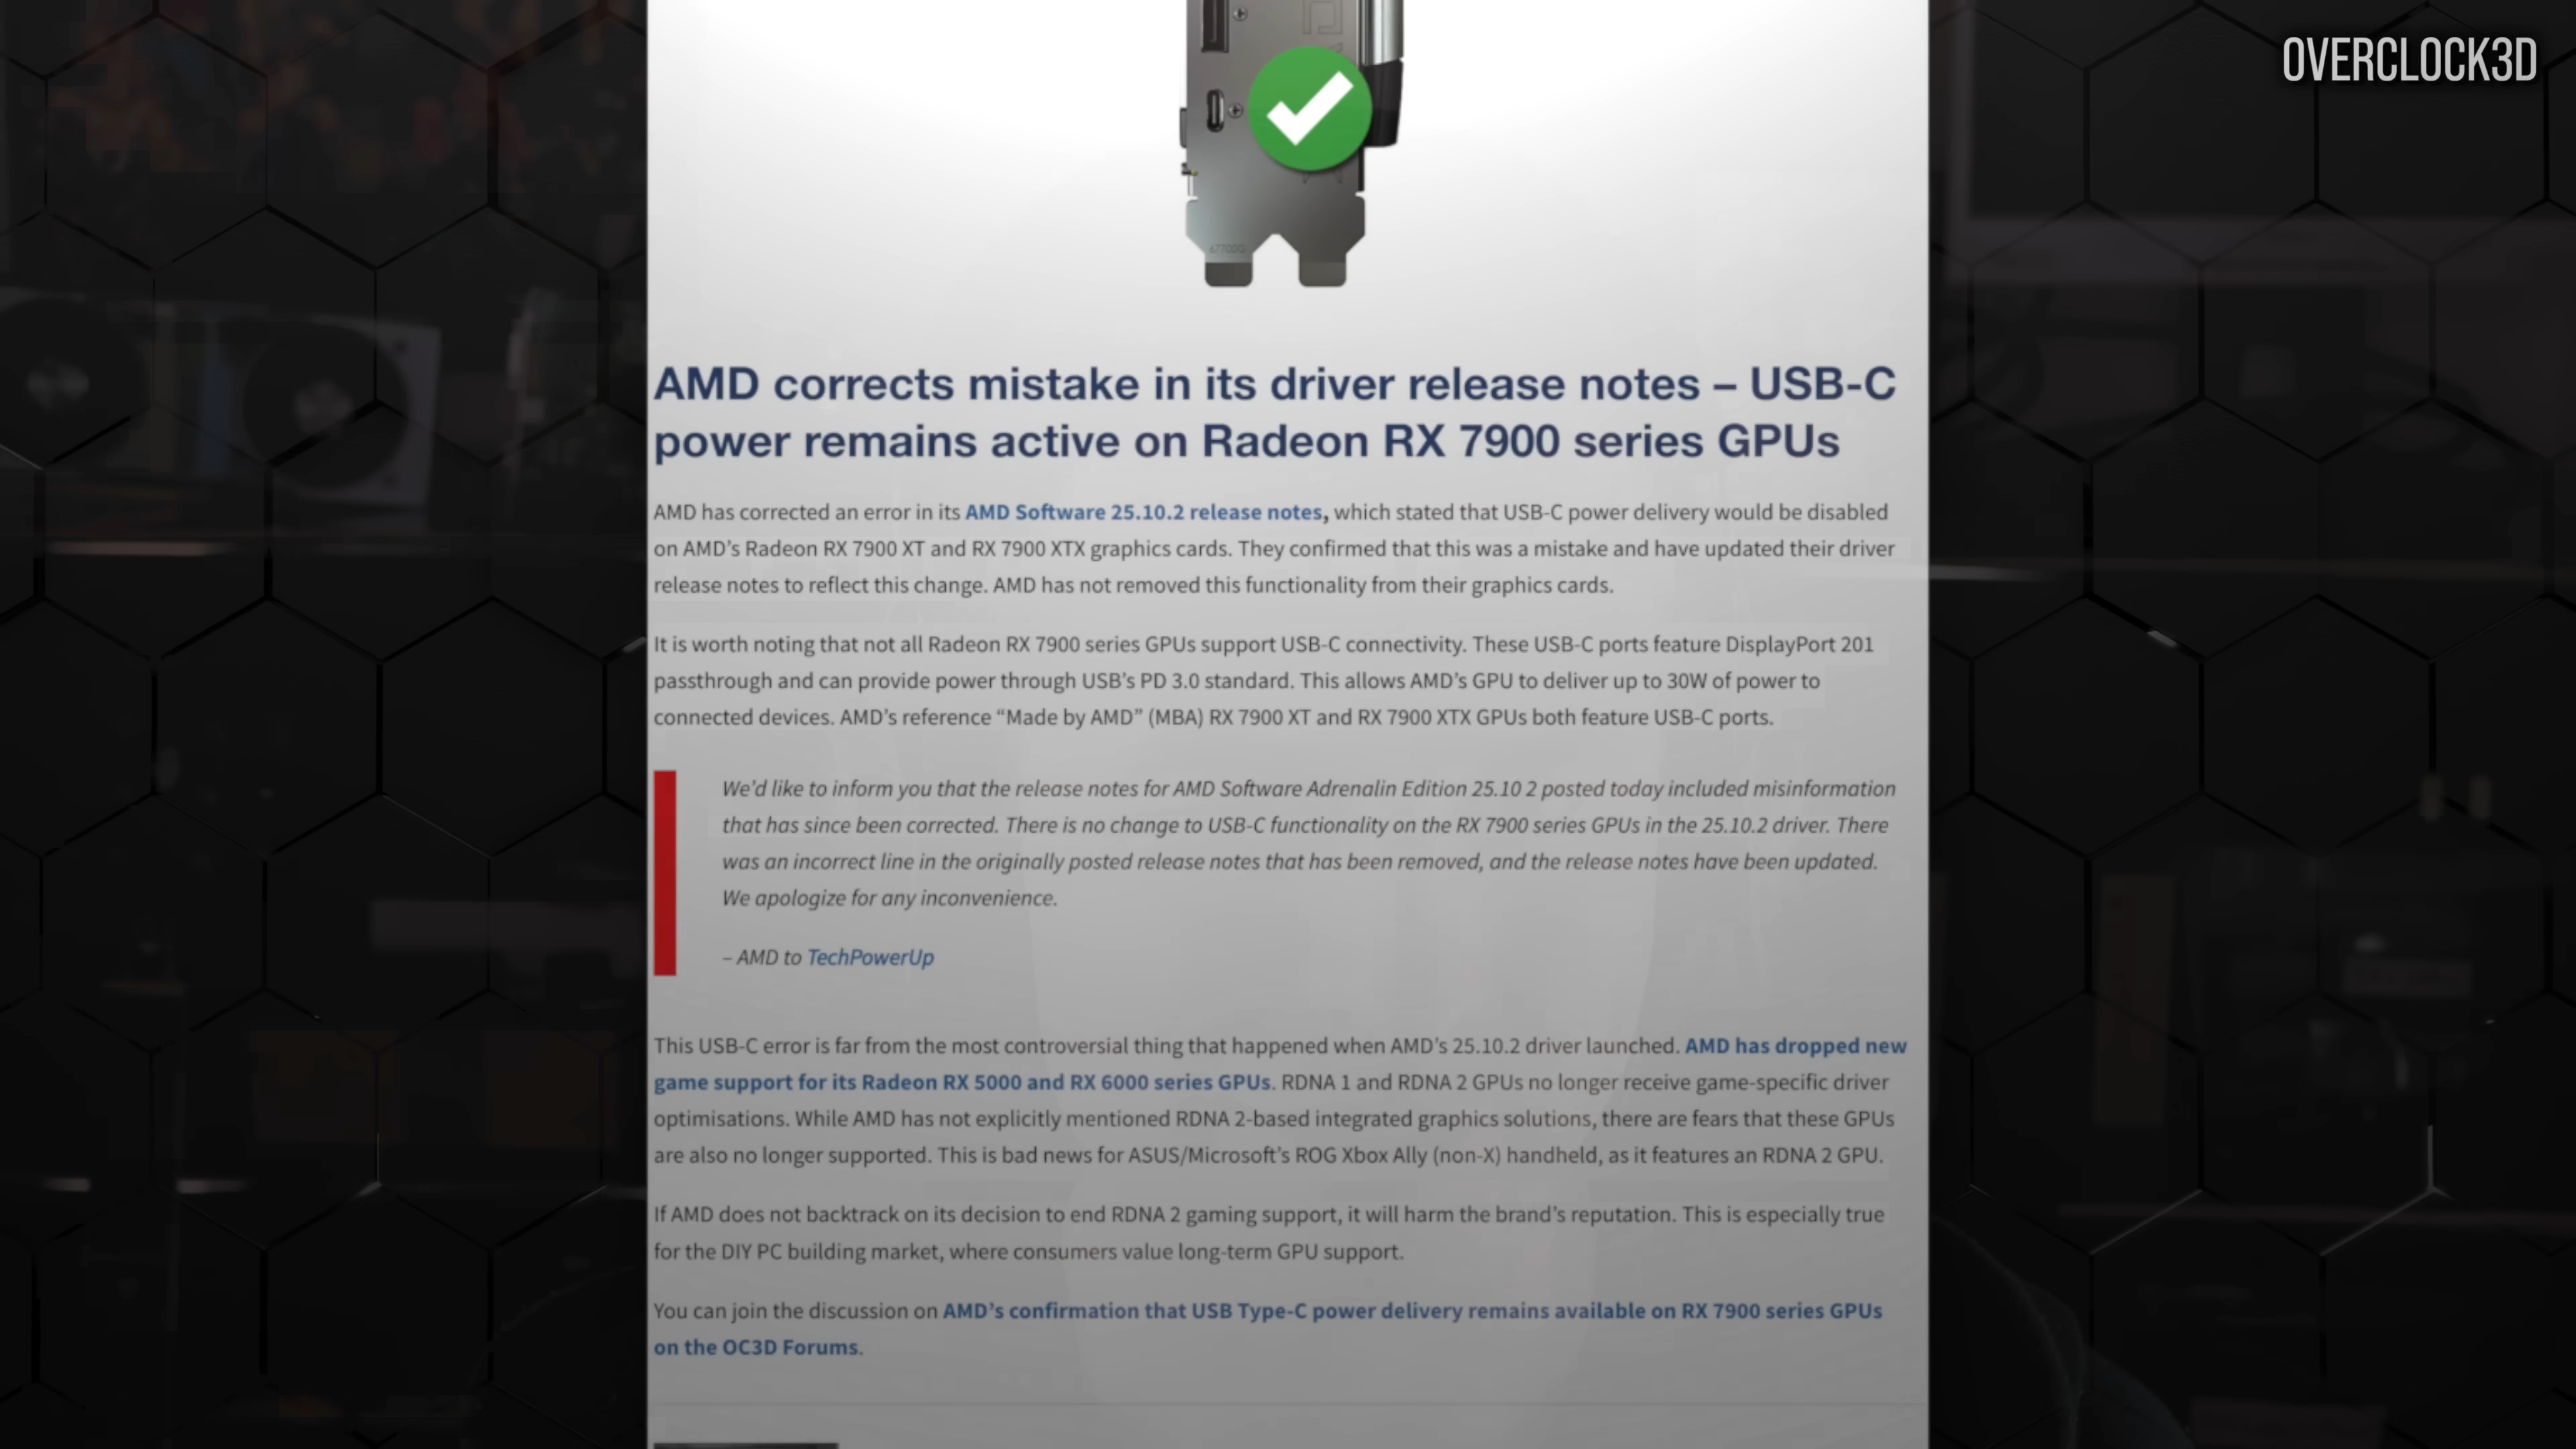 OVERCLOCK3D
67700G
AMD corrects mistake in its driver release notes – USB-C
power remains active on Radeon RX 7900 series GPUs
AMD has corrected an error in its AMD Software 25.10.2 release notes, which stated that USB-C power delivery would be disabled
on AMD’s Radeon RX 7900 XT and RX 7900 XTX graphics cards. They confirmed that this was a mistake and have updated their driver
release notes to reflect this change. AMD has not removed this functionality from their graphics cards.
It is worth noting that not all Radeon RX 7900 series GPUs support USB-C connectivity. These USB-C ports feature DisplayPort 201
passthrough and can provide power through USB’s PD 3.0 standard. This allows AMD’s GPU to deliver up to 30W of power to
connected devices. AMD’s reference “Made by AMD” (MBA) RX 7900 XT and RX 7900 XTX GPUs both feature USB-C ports.
We’d like to inform you that the release notes for AMD Software Adrenalin Edition 25.10 2 posted today included misinformation
that has since been corrected. There is no change to USB-C functionality on the RX 7900 series GPUs in the 25.10.2 driver. There
was an incorrect line in the originally posted release notes that has been removed, and the release notes have been updated.
We apologize for any inconvenience.
– AMD to TechPowerUp
This USB-C error is far from the most controversial thing that happened when AMD’s 25.10.2 driver launched. AMD has dropped new
game support for its Radeon RX 5000 and RX 6000 series GPUs. RDNA 1 and RDNA 2 GPUs no longer receive game-specific driver
optimisations. While AMD has not explicitly mentioned RDNA 2-based integrated graphics solutions, there are fears that these GPUs
are also no longer supported. This is bad news for ASUS/Microsoft’s ROG Xbox Ally (non-X) handheld, as it features an RDNA 2 GPU.
If AMD does not backtrack on its decision to end RDNA 2 gaming support, it will harm the brand’s reputation. This is especially true
for the DIY PC building market, where consumers value long-term GPU support.
You can join the discussion on AMD’s confirmation that USB Type-C power delivery remains available on RX 7900 series GPUs
on the OC3D Forums.